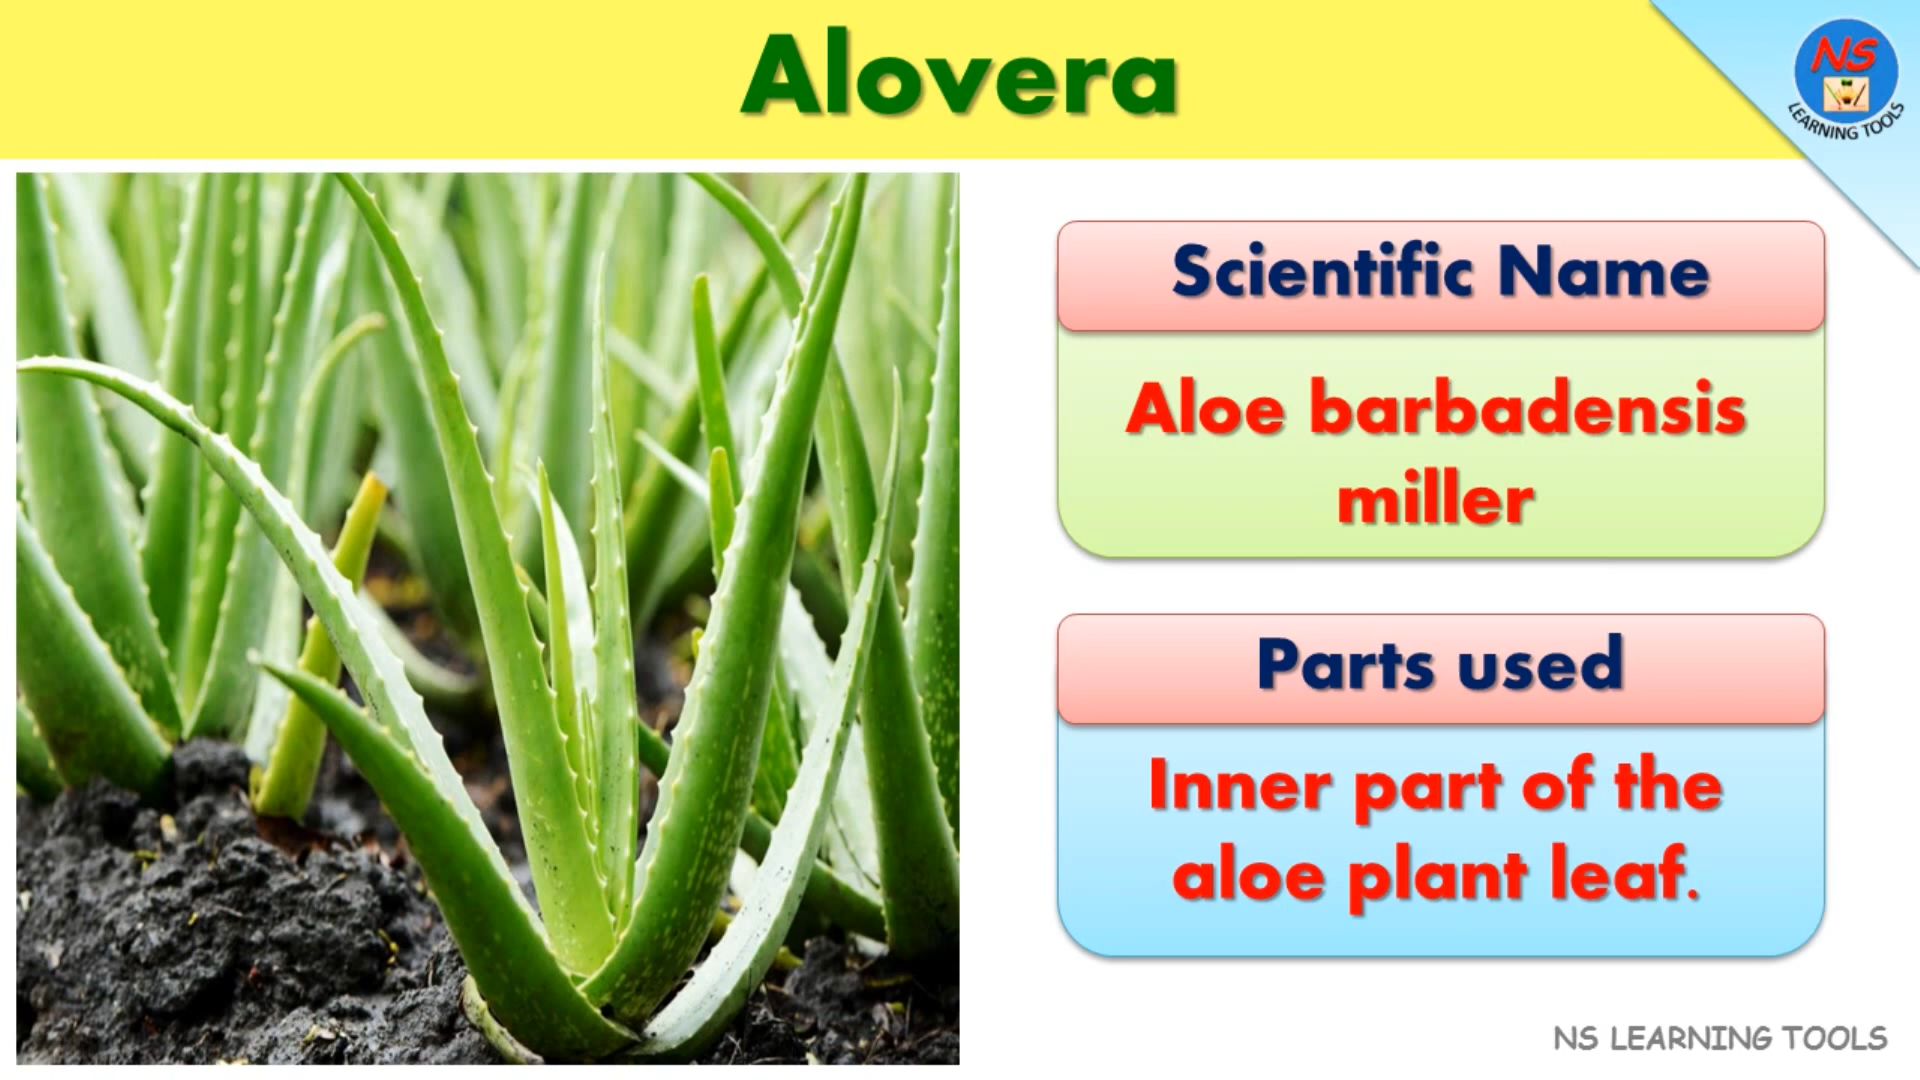 Alovera
NS
LEARNING TOOLS
Scientific Name
Aloe barbadensis
miller
Parts used
Inner part of the
aloe plant leaf.
NS LEARNING TOOLS